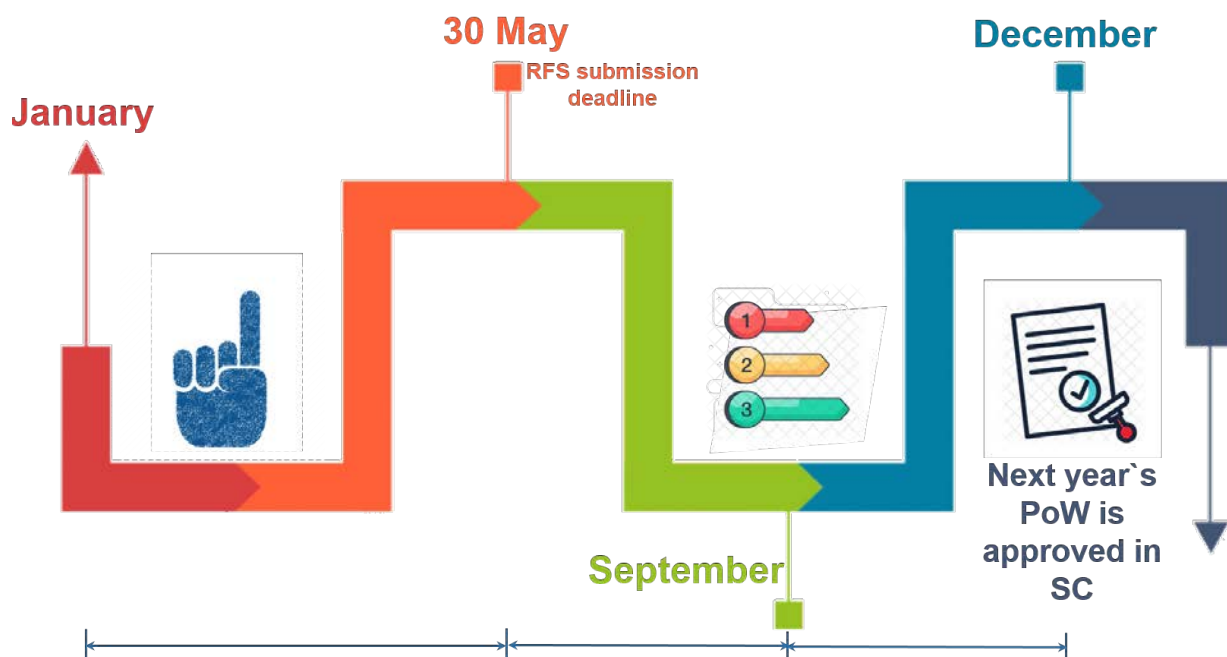 30 May
December
RFS submission
deadline
January
1
2
3
Next year`s
PoW is
approved in
SC
September